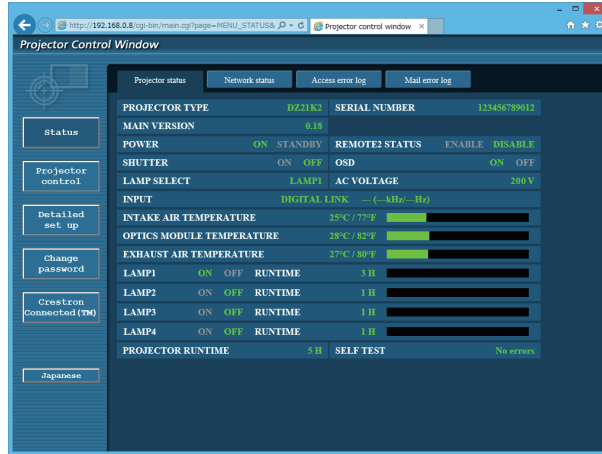 http://192.168.0.8/cgi-bin/main.cgi?page=MENU_STATUS&
Projector control window
Projector Control Window
Projector status
Network status
Access error log
Mail error log
Status
Projector control
Detailed set up
Change password
Crestron Connected(TM)
Japanese
PROJECTOR TYPE DZ21K2 SERIAL NUMBER 123456789012
MAIN VERSION 0.18
POWER ON STANDBY REMOTE2 STATUS ENABLE DISABLE
SHUTTER ON OFF OSD ON OFF
LAMP SELECT LAMP1 AC VOLTAGE 200 V
INPUT DIGITAL LINK --- (---kHz/---Hz)
INTAKE AIR TEMPERATURE 25°C / 77°F
OPTICS MODULE TEMPERATURE 28°C / 82°F
EXHAUST AIR TEMPERATURE 27°C / 80°F
LAMP1 ON OFF RUNTIME 3 H
LAMP2 ON OFF RUNTIME 1 H
LAMP3 ON OFF RUNTIME 1 H
LAMP4 ON OFF RUNTIME 1 H
PROJECTOR RUNTIME 5 H SELF TEST No errors